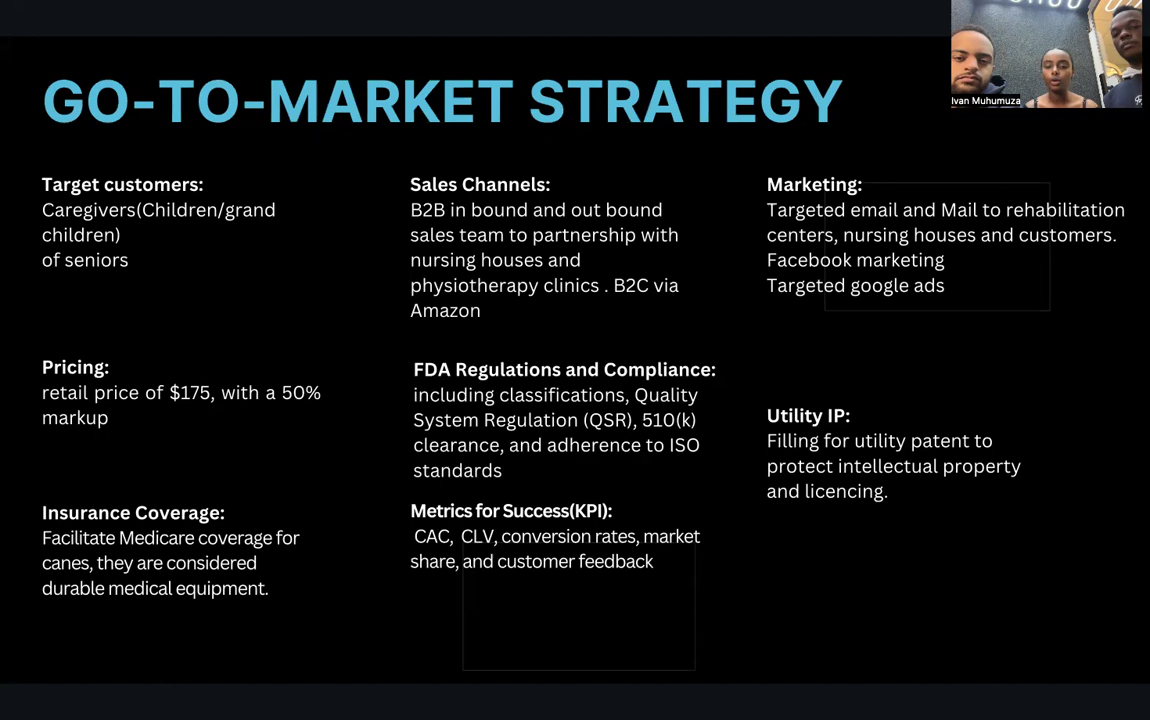 GO-TO-MARKET STRATEGY
Ivan Muhumuza
Target customers:
Caregivers(Children/grand
children)
of seniors
Sales Channels:
B2B in bound and out bound
sales team to partnership with
nursing houses and
physiotherapy clinics . B2C via
Amazon
Marketing:
Targeted email and Mail to rehabilitation
centers, nursing houses and customers.
Facebook marketing
Targeted google ads
Pricing:
retail price of $175, with a 50%
markup
FDA Regulations and Compliance:
including classifications, Quality
System Regulation (QSR), 510(k)
clearance, and adherence to ISO
standards
Utility IP:
Filling for utility patent to
protect intellectual property
and licencing.
Insurance Coverage:
Facilitate Medicare coverage for
canes, they are considered
durable medical equipment.
Metrics for Success(KPI):
CAC, CLV, conversion rates, market
share, and customer feedback